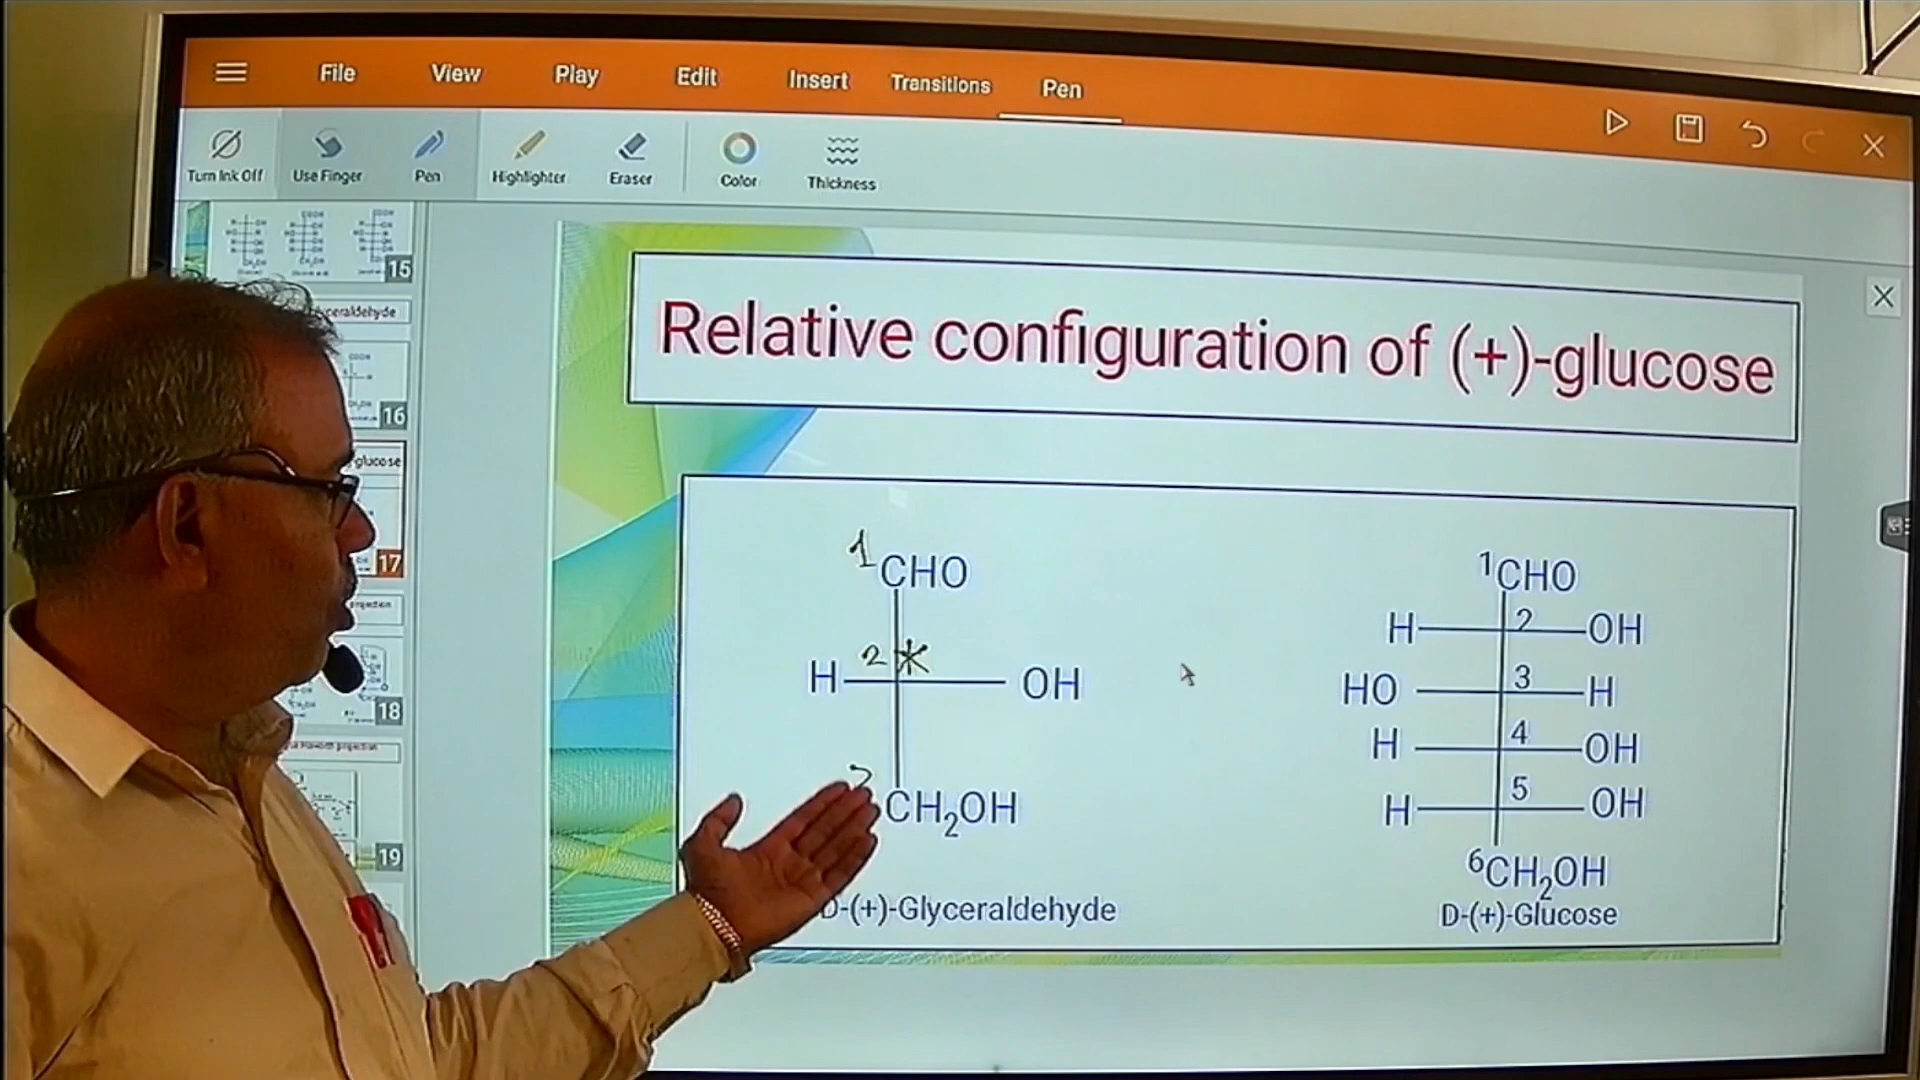 File View Play Edit Insert Transitions Pen
Turn Ink Off Use Finger Pen Highlighter Eraser Color Thickness
15
16
17
18
19
Relative configuration of (+)-glucose
1CHO
2*
H OH
CH₂OH
D-(+)-Glyceraldehyde
¹CHO
H 2 OH
HO 3 H
H 4 OH
H 5 OH
⁶CH₂OH
D-(+)-Glucose